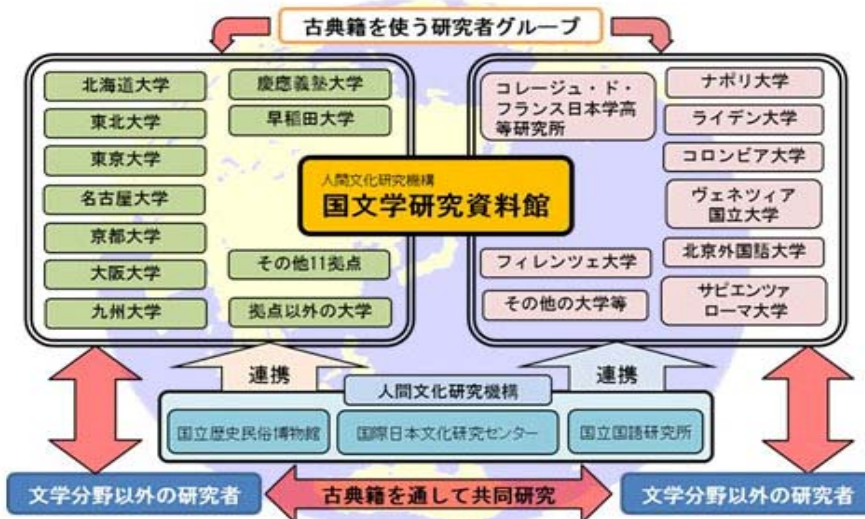 古典籍を使う研究者グループ
北海道大学
東北大学
東京大学
名古屋大学
京都大学
大阪大学
九州大学
慶應義塾大学
早稲田大学
その他11拠点
拠点以外の大学
人間文化研究機構
国文学研究資料館
コレージュ・ド・
フランス日本学高
等研究所
フィレンツェ大学
その他の大学等
ナポリ大学
ライデン大学
コロンビア大学
ヴェネツィア
国立大学
北京外国語大学
サピエンツァ
ローマ大学
連携
連携
人間文化研究機構
国立歴史民俗博物館
国際日本文化研究センター
国立国語研究所
文学分野以外の研究者
古典籍を通して共同研究
文学分野以外の研究者